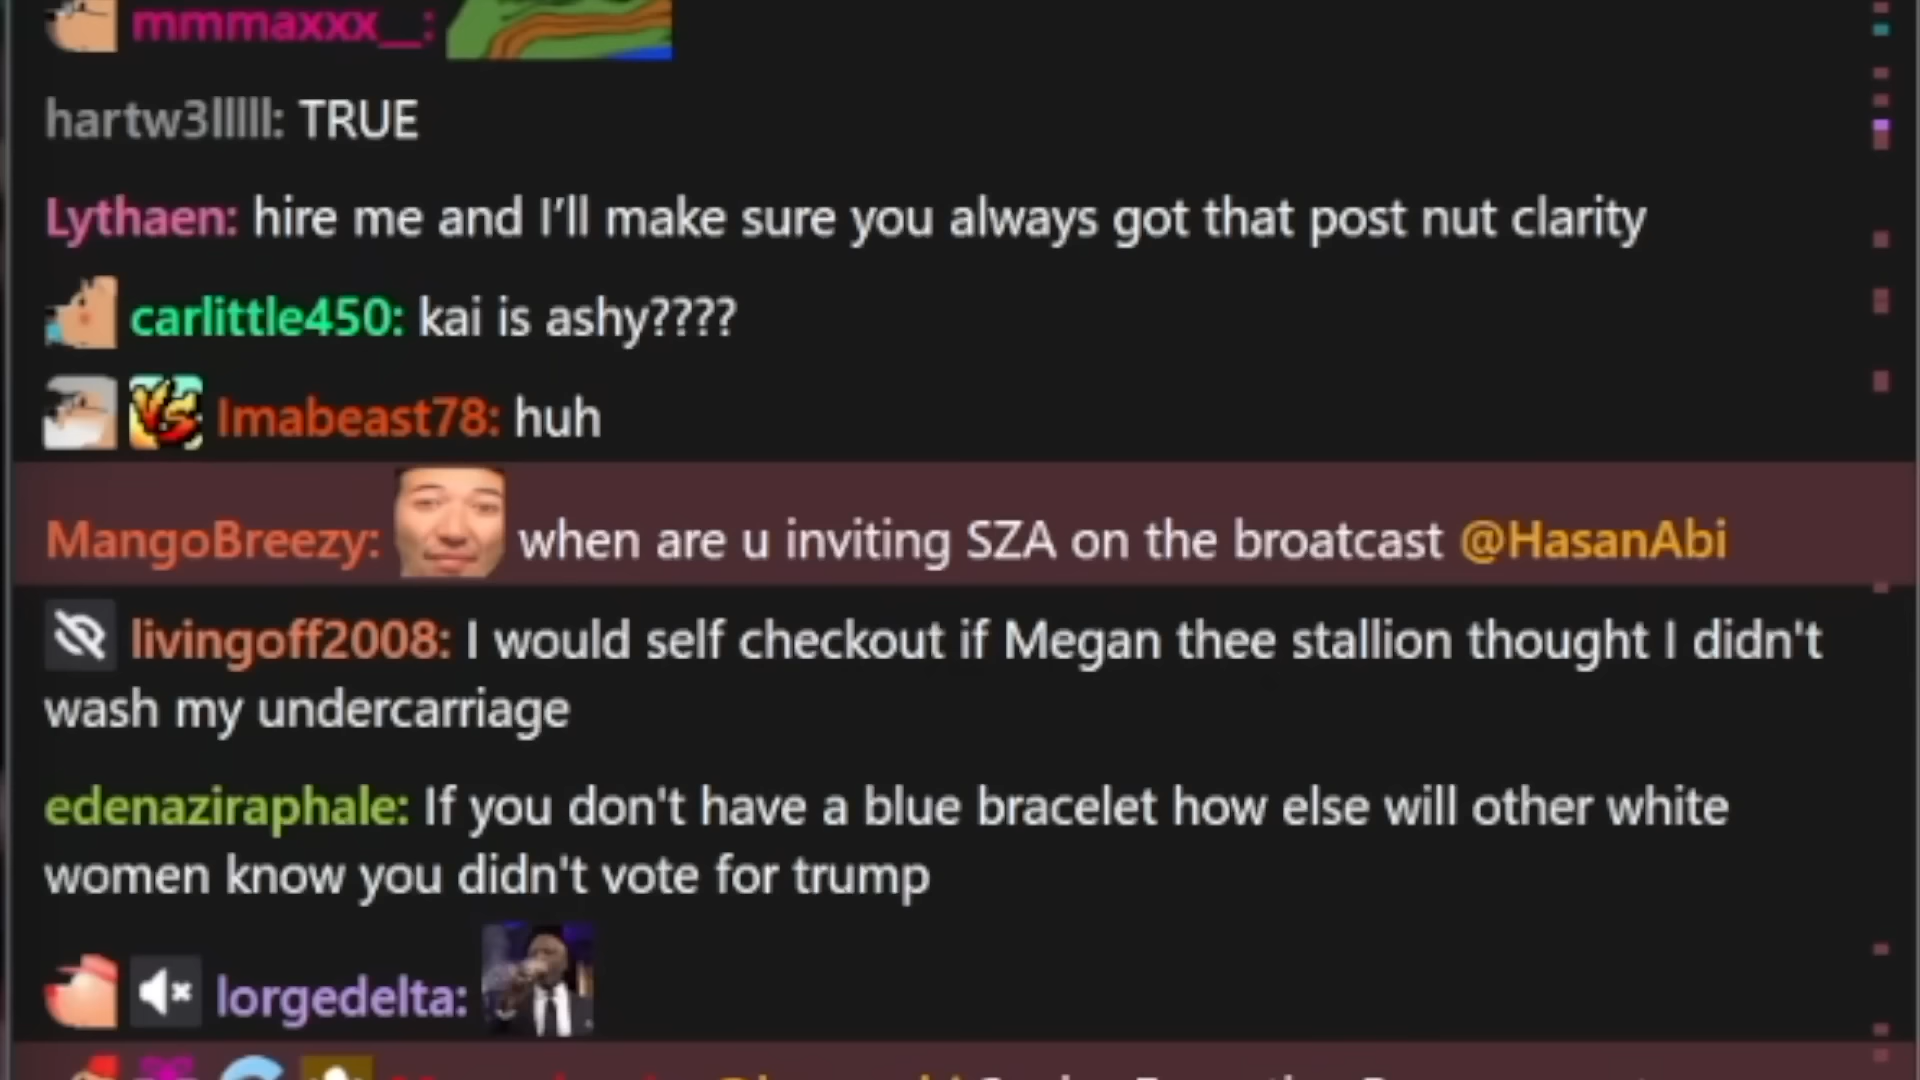 mmmaxxx__:
hartw3lllll: TRUE
Lythaen: hire me and I’ll make sure you always got that post nut clarity
carlittle450: kai is ashy????
VS Imabeast78: huh
MangoBreezy: when are u inviting SZA on the broatcast @HasanAbi
livingoff2008: I would self checkout if Megan thee stallion thought I didn't
wash my undercarriage
edenaziraphale: If you don't have a blue bracelet how else will other white
women know you didn't vote for trump
lorgedelta: